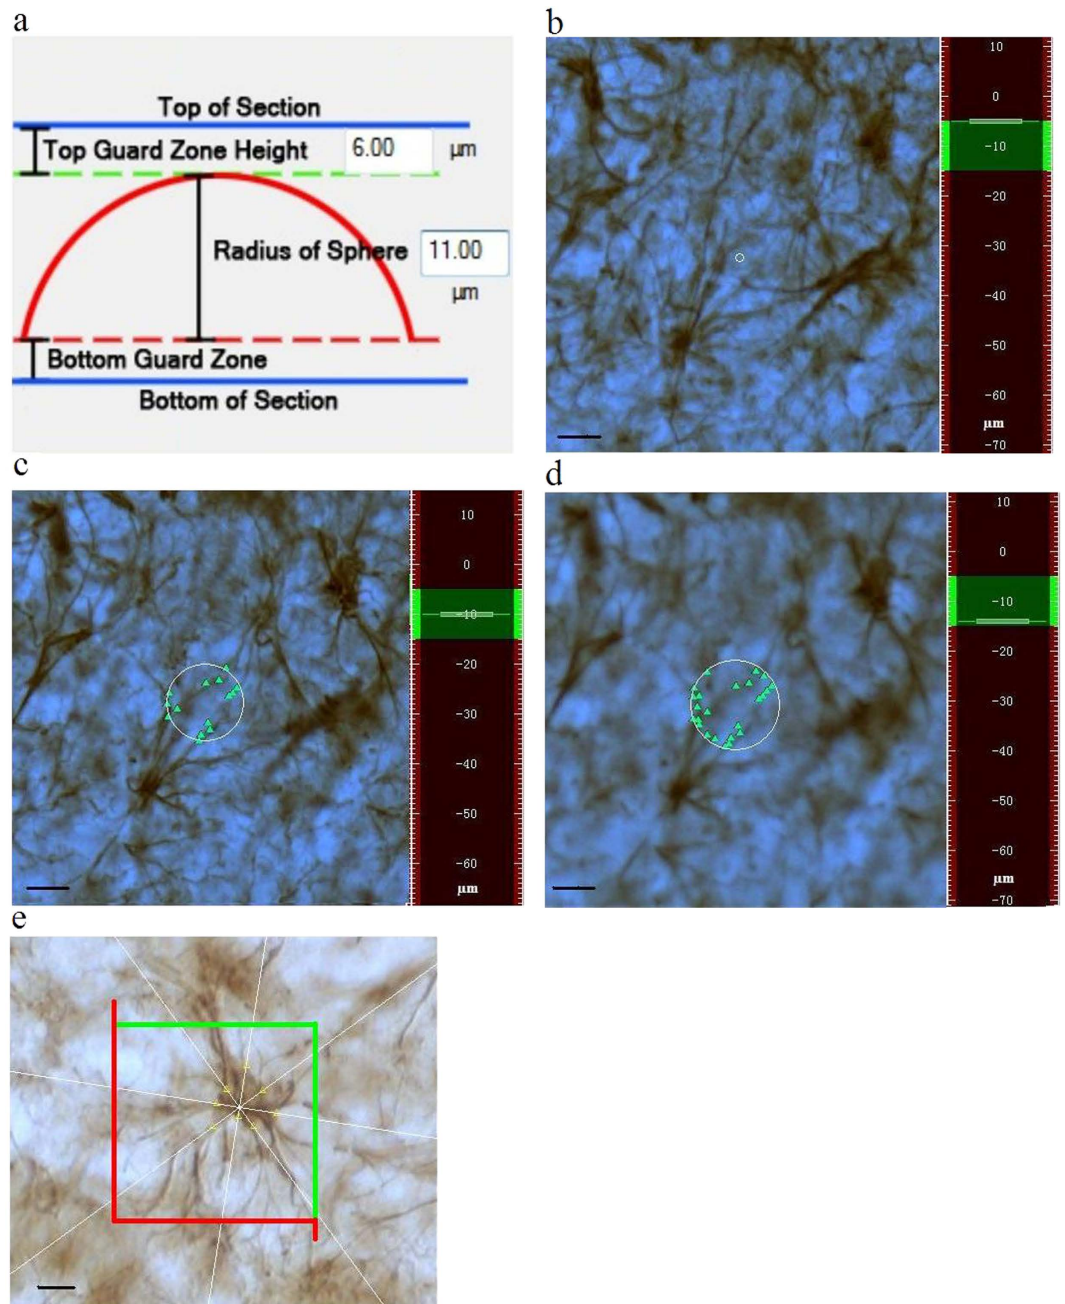 a
Top of Section
Top Guard Zone Height 6.00 µm
Radius of Sphere 11.00
µm
Bottom Guard Zone
Bottom of Section
b
10
0
-10
-20
-30
-40
-50
-60
µm
-70
c
10
0
-10
-20
-30
-40
-50
-60
µm
d
10
0
-10
-20
-30
-40
-50
-60
µm
-70
e